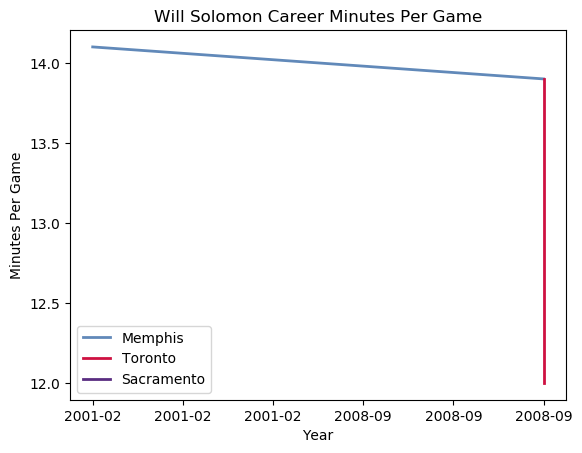 Will Solomon Career Minutes Per Game
14.0
13.5
13.0
12.5
12.0
Minutes Per Game
Memphis
Toronto
Sacramento
2001-02 2001-02 2001-02 2008-09 2008-09 2008-09
Year